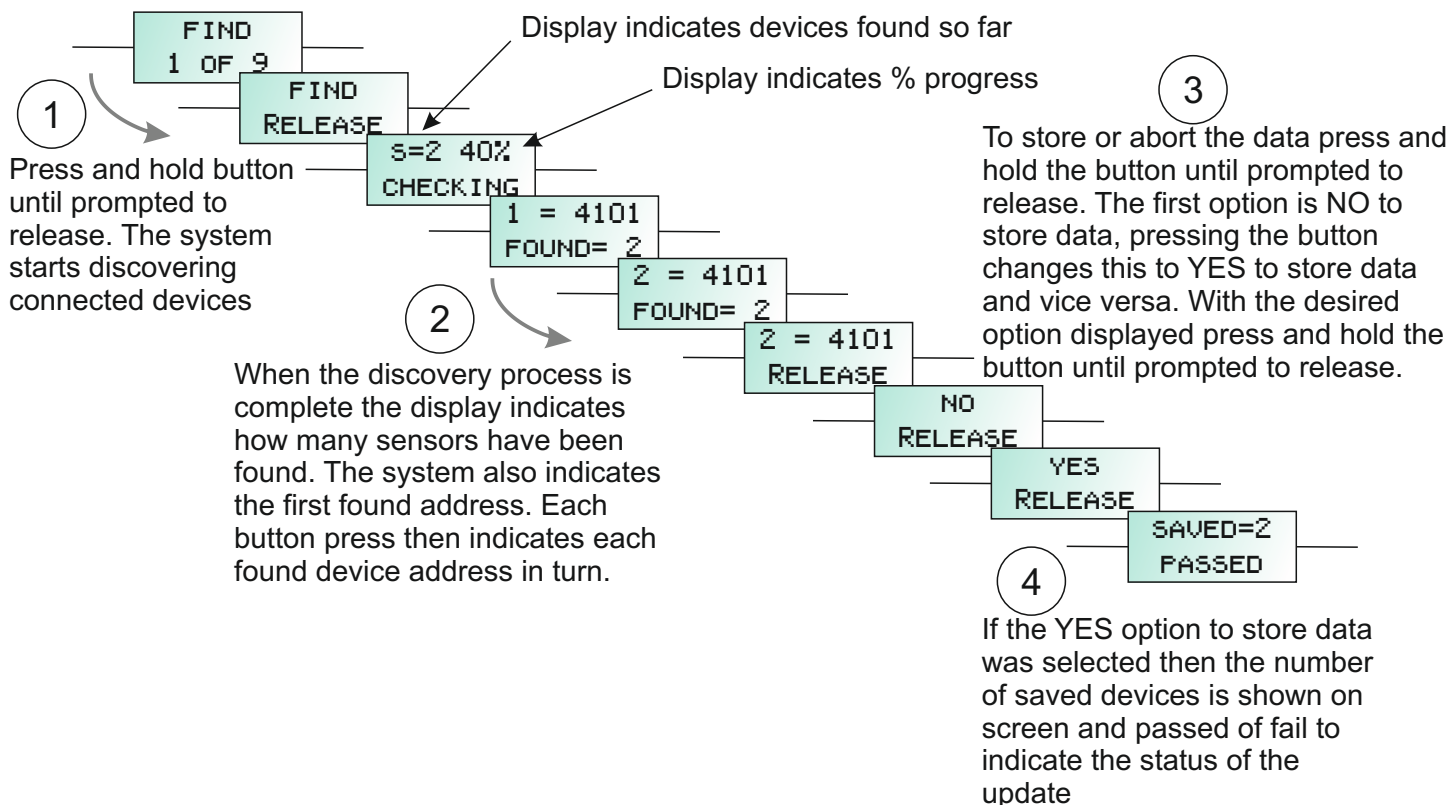 FIND
1 OF 9
FIND
RELEASE
Display indicates devices found so far
Display indicates % progress
s=2 40%
CHECKING
1 = 4101
FOUND= 2
2 = 4101
FOUND= 2
2 = 4101
RELEASE
NO
RELEASE
YES
RELEASE
SAVED=2
PASSED
1
Press and hold button
until prompted to
release. The system
starts discovering
connected devices
2
When the discovery process is
complete the display indicates
how many sensors have been
found. The system also indicates
the first found address. Each
button press then indicates each
found device address in turn.
3
To store or abort the data press and
hold the button until prompted to
release. The first option is NO to
store data, pressing the button
changes this to YES to store data
and vice versa. With the desired
option displayed press and hold the
button until prompted to release.
4
If the YES option to store data
was selected then the number
of saved devices is shown on
screen and passed of fail to
indicate the status of the
update